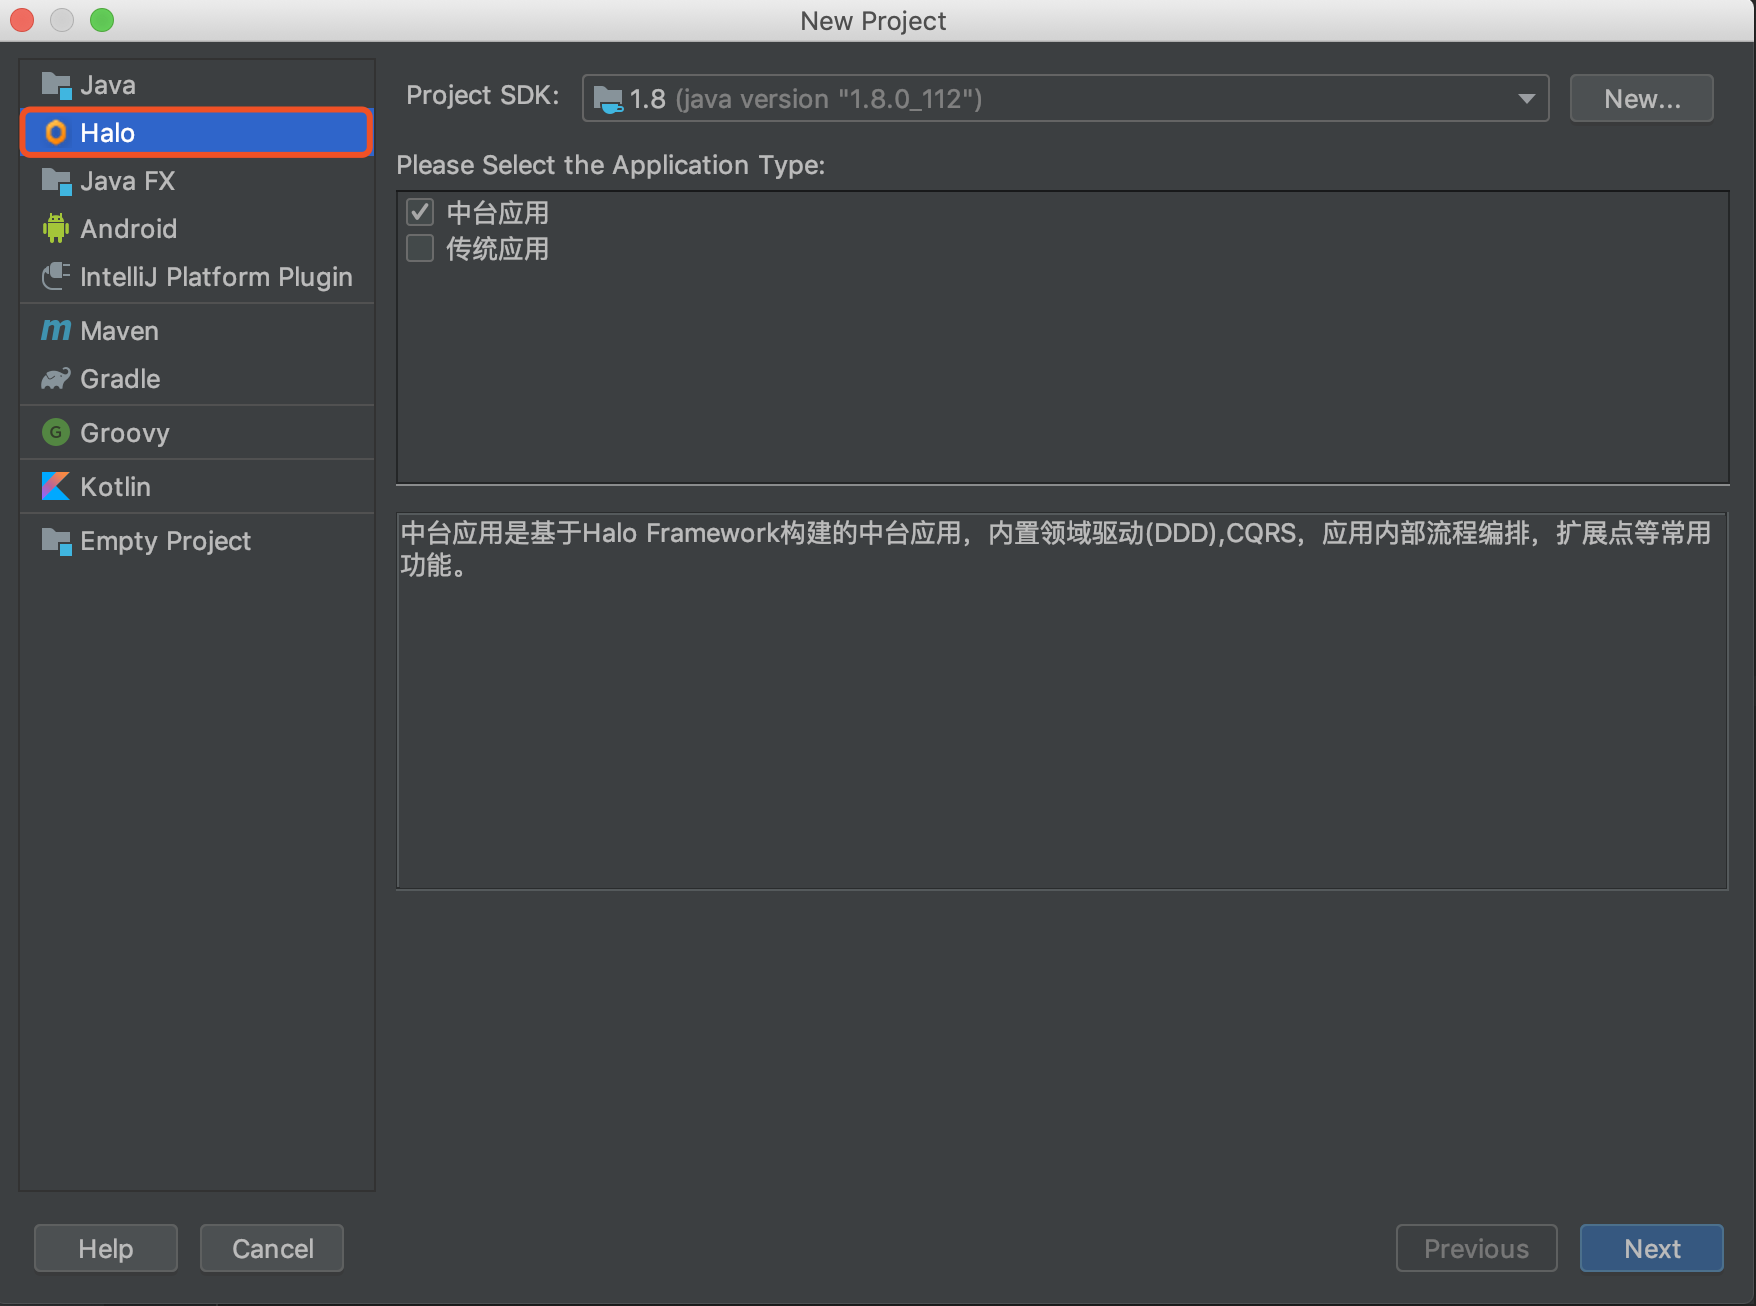 New Project
Java
Halo
Java FX
Android
IntelliJ Platform Plugin
Maven
Gradle
G Groovy
Kotlin
Empty Project
Project SDK: 1.8 (java version "1.8.0_112") New...
Please Select the Application Type:
中台应用
传统应用
中台应用是基于Halo Framework构建的中台应用，内置领域驱动(DDD),CQRS，应用内部流程编排，扩展点等常用
功能。
Help Cancel Previous Next